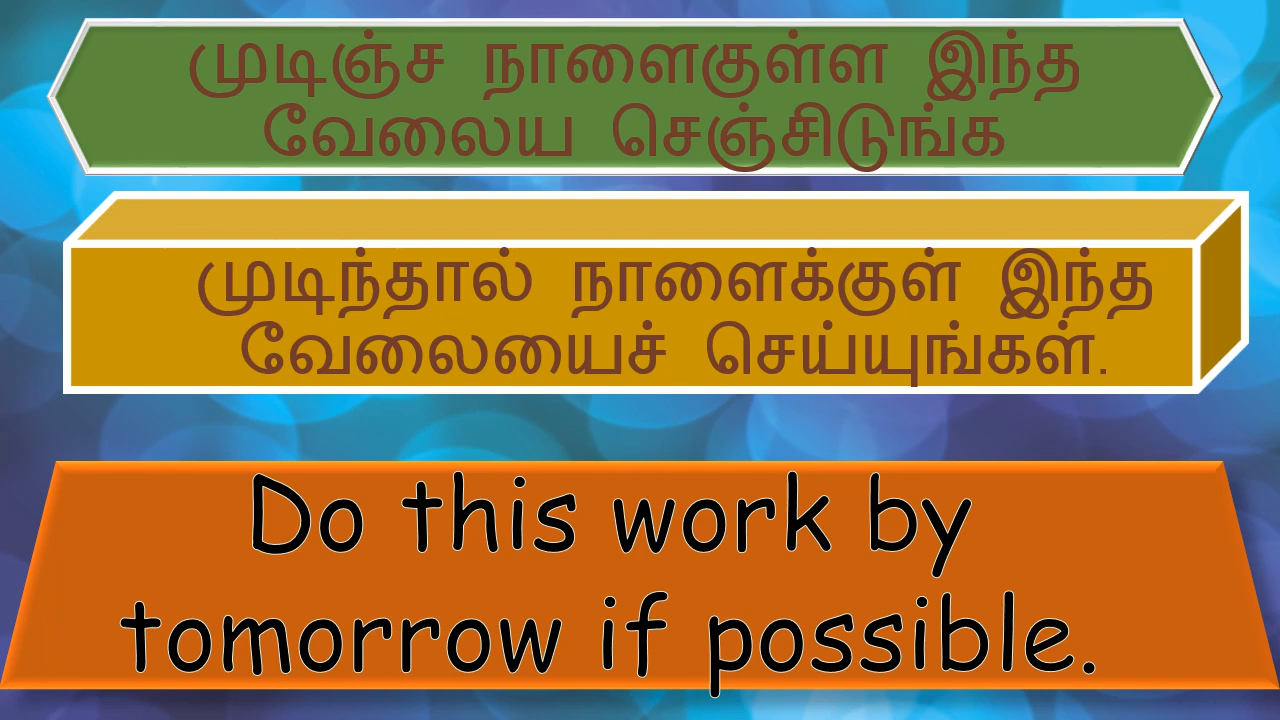 முடிஞ்ச நாளைகுள்ள இந்த
வேலைய செஞ்சிடுங்க
முடிந்தால் நாளைக்குள் இந்த
வேலையைச் செய்யுங்கள்.
Do this work by
tomorrow if possible.